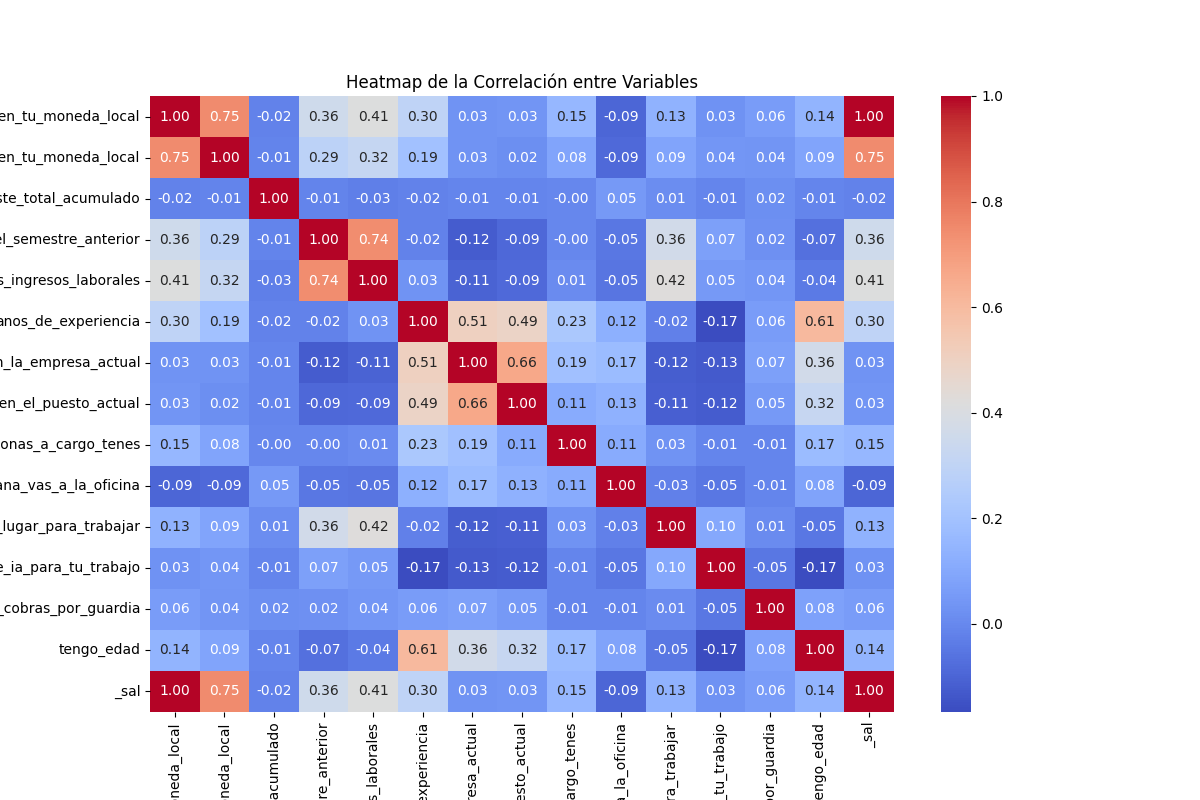 Heatmap de la Correlación entre Variables
en_tu_moneda_local 1.00 0.75 -0.02 0.36 0.41 0.30 0.03 0.03 0.15 -0.09 0.13 0.03 0.06 0.14 1.00
en_tu_moneda_local 0.75 1.00 -0.01 0.29 0.32 0.19 0.03 0.02 0.08 -0.09 0.09 0.04 0.04 0.09 0.75
ste_total_acumulado -0.02 -0.01 1.00 -0.01 -0.03 -0.02 -0.01 -0.01 -0.00 0.05 0.01 -0.01 0.02 -0.01 -0.02
el_semestre_anterior 0.36 0.29 -0.01 1.00 0.74 -0.02 -0.12 -0.09 -0.00 -0.05 0.36 0.07 0.02 -0.07 0.36
s_ingresos_laborales 0.41 0.32 -0.03 0.74 1.00 0.03 -0.11 -0.09 0.01 -0.05 0.42 0.05 0.04 -0.04 0.41
anos_de_experiencia 0.30 0.19 -0.02 -0.02 0.03 1.00 0.51 0.49 0.23 0.12 -0.02 -0.17 0.06 0.61 0.30
n_la_empresa_actual 0.03 0.03 -0.01 -0.12 -0.11 0.51 1.00 0.66 0.19 0.17 -0.12 -0.13 0.07 0.36 0.03
en_el_puesto_actual 0.03 0.02 -0.01 -0.09 -0.09 0.49 0.66 1.00 0.11 0.13 -0.11 -0.12 0.05 0.32 0.03
onas_a_cargo_tenes 0.15 0.08 -0.00 -0.00 0.01 0.23 0.19 0.11 1.00 0.11 0.03 -0.01 -0.01 0.17 0.15
ana_vas_a_la_oficina -0.09 -0.09 0.05 -0.05 -0.05 0.12 0.17 0.13 0.11 1.00 -0.03 -0.05 -0.01 0.08 -0.09
_lugar_para_trabajar 0.13 0.09 0.01 0.36 0.42 -0.02 -0.12 -0.11 0.03 -0.03 1.00 0.10 0.01 -0.05 0.13
e_ia_para_tu_trabajo 0.03 0.04 -0.01 0.07 0.05 -0.17 -0.13 -0.12 -0.01 -0.05 0.10 1.00 -0.05 -0.17 0.03
_cobras_por_guardia 0.06 0.04 0.02 0.02 0.04 0.06 0.07 0.05 -0.01 -0.01 0.01 -0.05 1.00 0.08 0.06
tengo_edad 0.14 0.09 -0.01 -0.07 -0.04 0.61 0.36 0.32 0.17 0.08 -0.05 -0.17 0.08 1.00 0.14
_sal 1.00 0.75 -0.02 0.36 0.41 0.30 0.03 0.03 0.15 -0.09 0.13 0.03 0.06 0.14 1.00
oneda_local
oneda_local
acumulado
re_anterior
s_laborales
experiencia
resa_actual
esto_actual
argo_tenes
a_la_oficina
ra_trabajar
_tu_trabajo
por_guardia
engo_edad
_sal
1.0
0.8
0.6
0.4
0.2
0.0